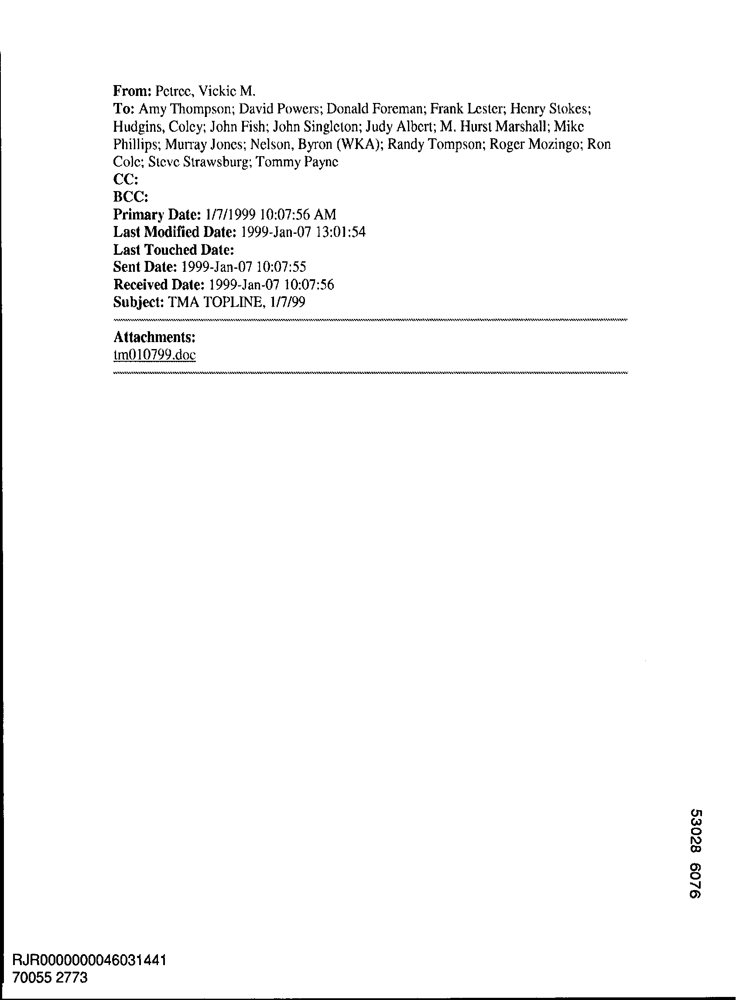 From: Petree, Vickie M.
To: Amy Thompson; David Powers; Donald Foreman; Frank Lester; Henry Stokes;
Hudgins, Coley; John Fish; John Singleton; Judy Albert; M. Hurst Marshall; Mike
Phillips; Murray Jones; Nelson, Byron (WKA); Randy Tompson; Roger Mozingo; Ron
Cole; Steve Strawsburg; Tommy Payne
CC:
BCC:
Primary Date: 1/7/1999 10:07:56 AM
Last Modified Date: 1999-Jan-07 13:01:54
Last Touched Date:
Sent Date: 1999-Jan-07 10:07:55
Received Date: 1999-Jan-07 10:07:56
Subject: TMA TOPLINE, 1/7/99
Attachments:
tm010799.doc
53028 6076
RJR0000000046031441
70055 2773